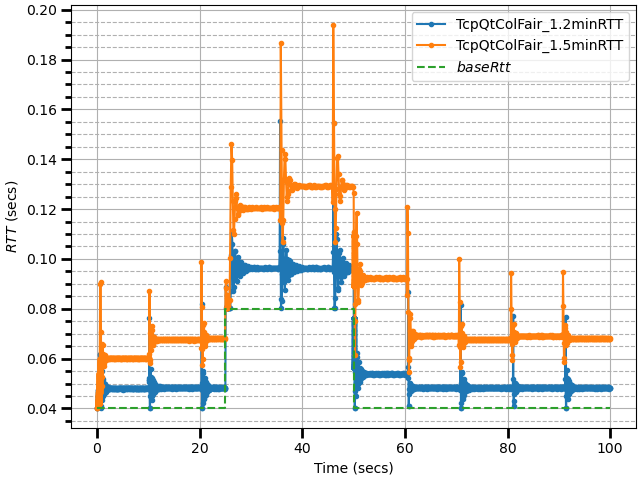 TcpQtColFair_1.2minRTT
TcpQtColFair_1.5minRTT
baseRtt
0.20
0.18
0.16
0.14
0.12
0.10
0.08
0.06
0.04
RTT (secs)
0 20 40 60 80 100
Time (secs)